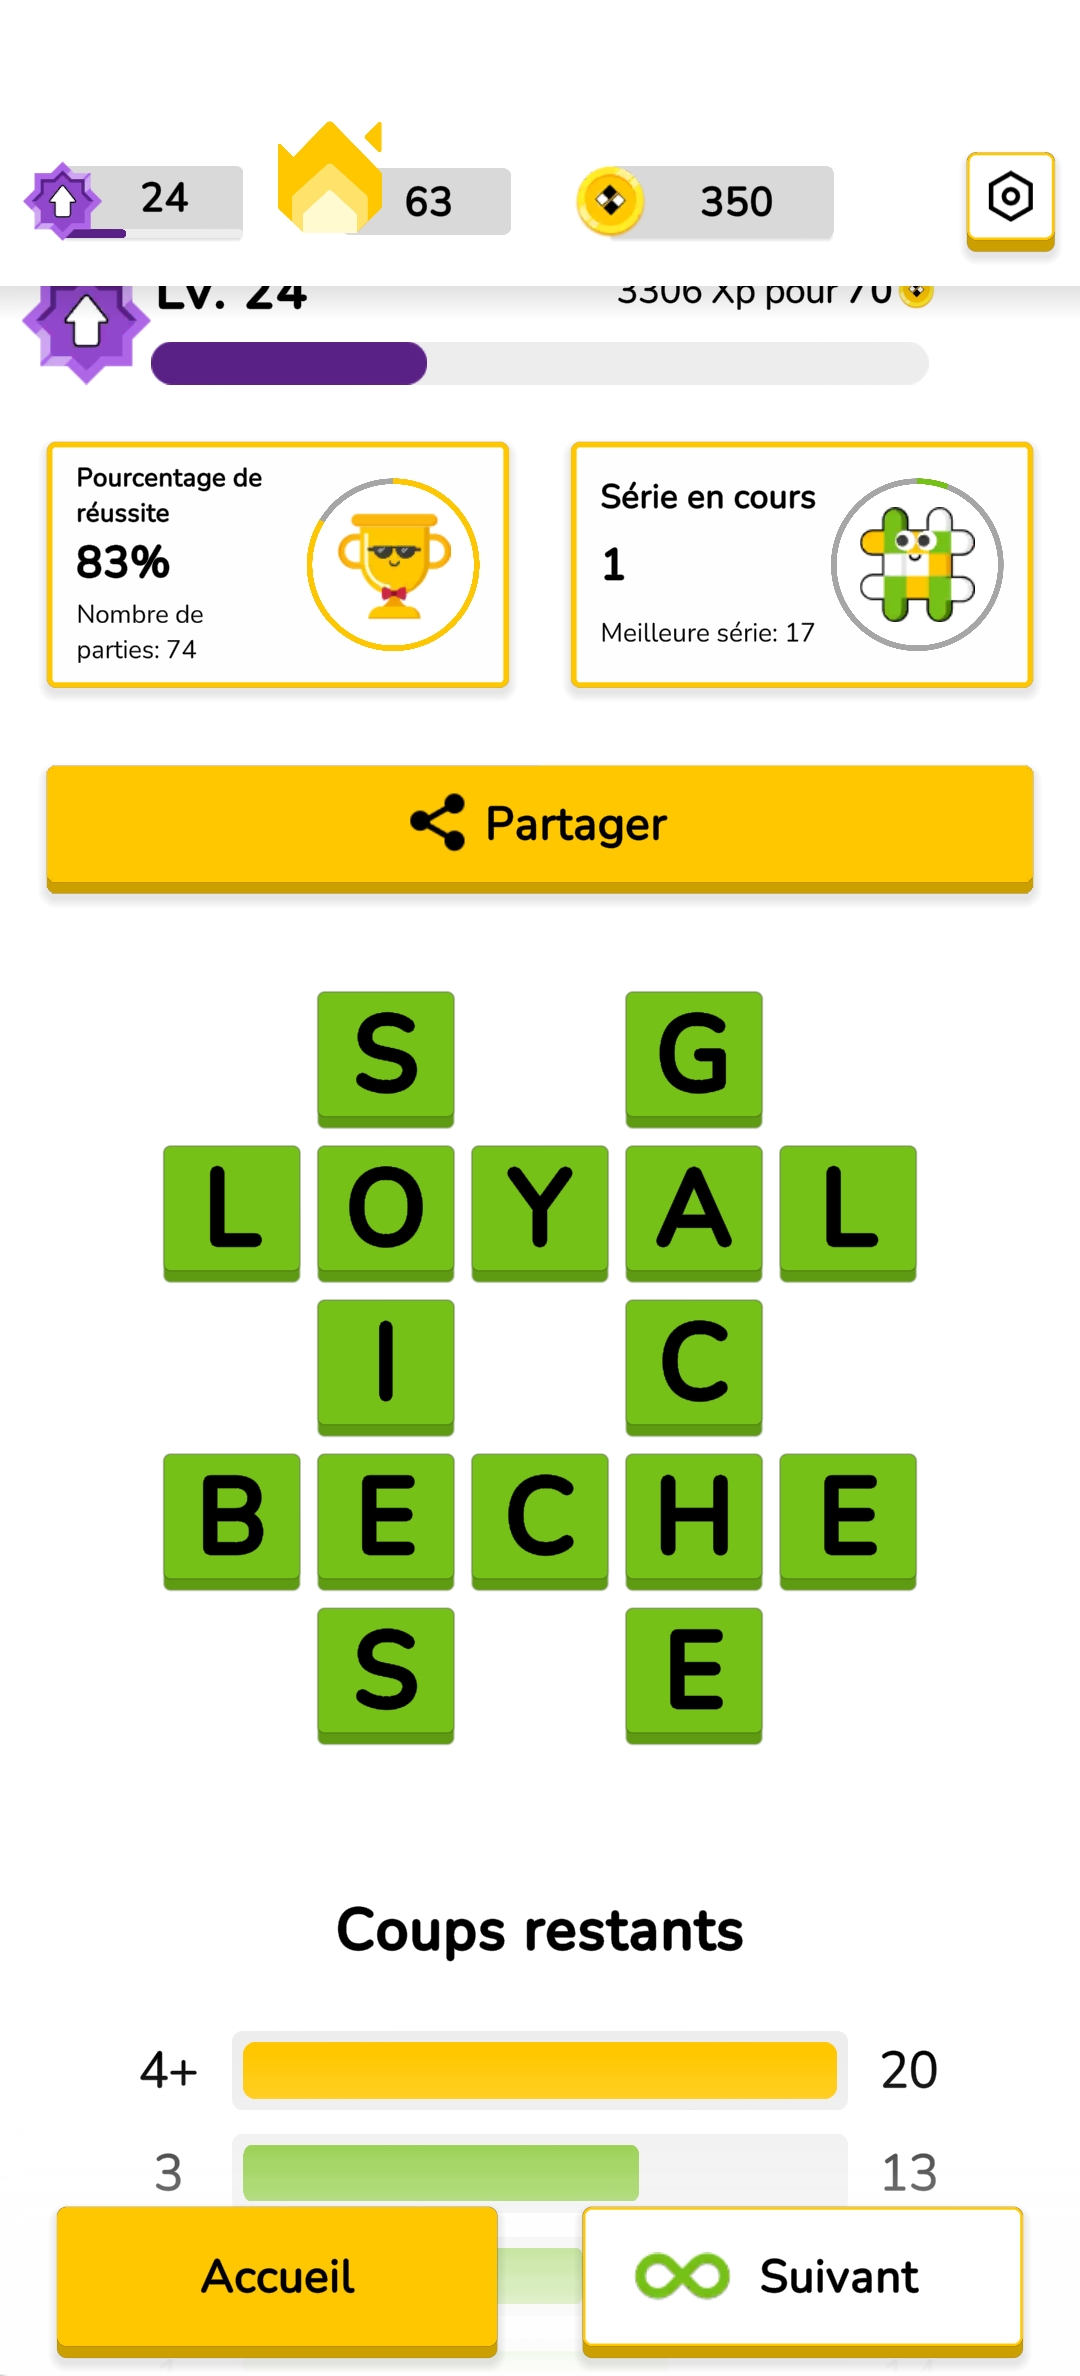 24
63
350
Lv. 24
3306 Xp pour 70
Pourcentage de
réussite
83%
Nombre de
parties: 74
Série en cours
1
Meilleure série: 17
Partager
S G
L O Y A L
I C
B E C H E
S E
Coups restants
4+ 20
3 13
Accueil
Suivant